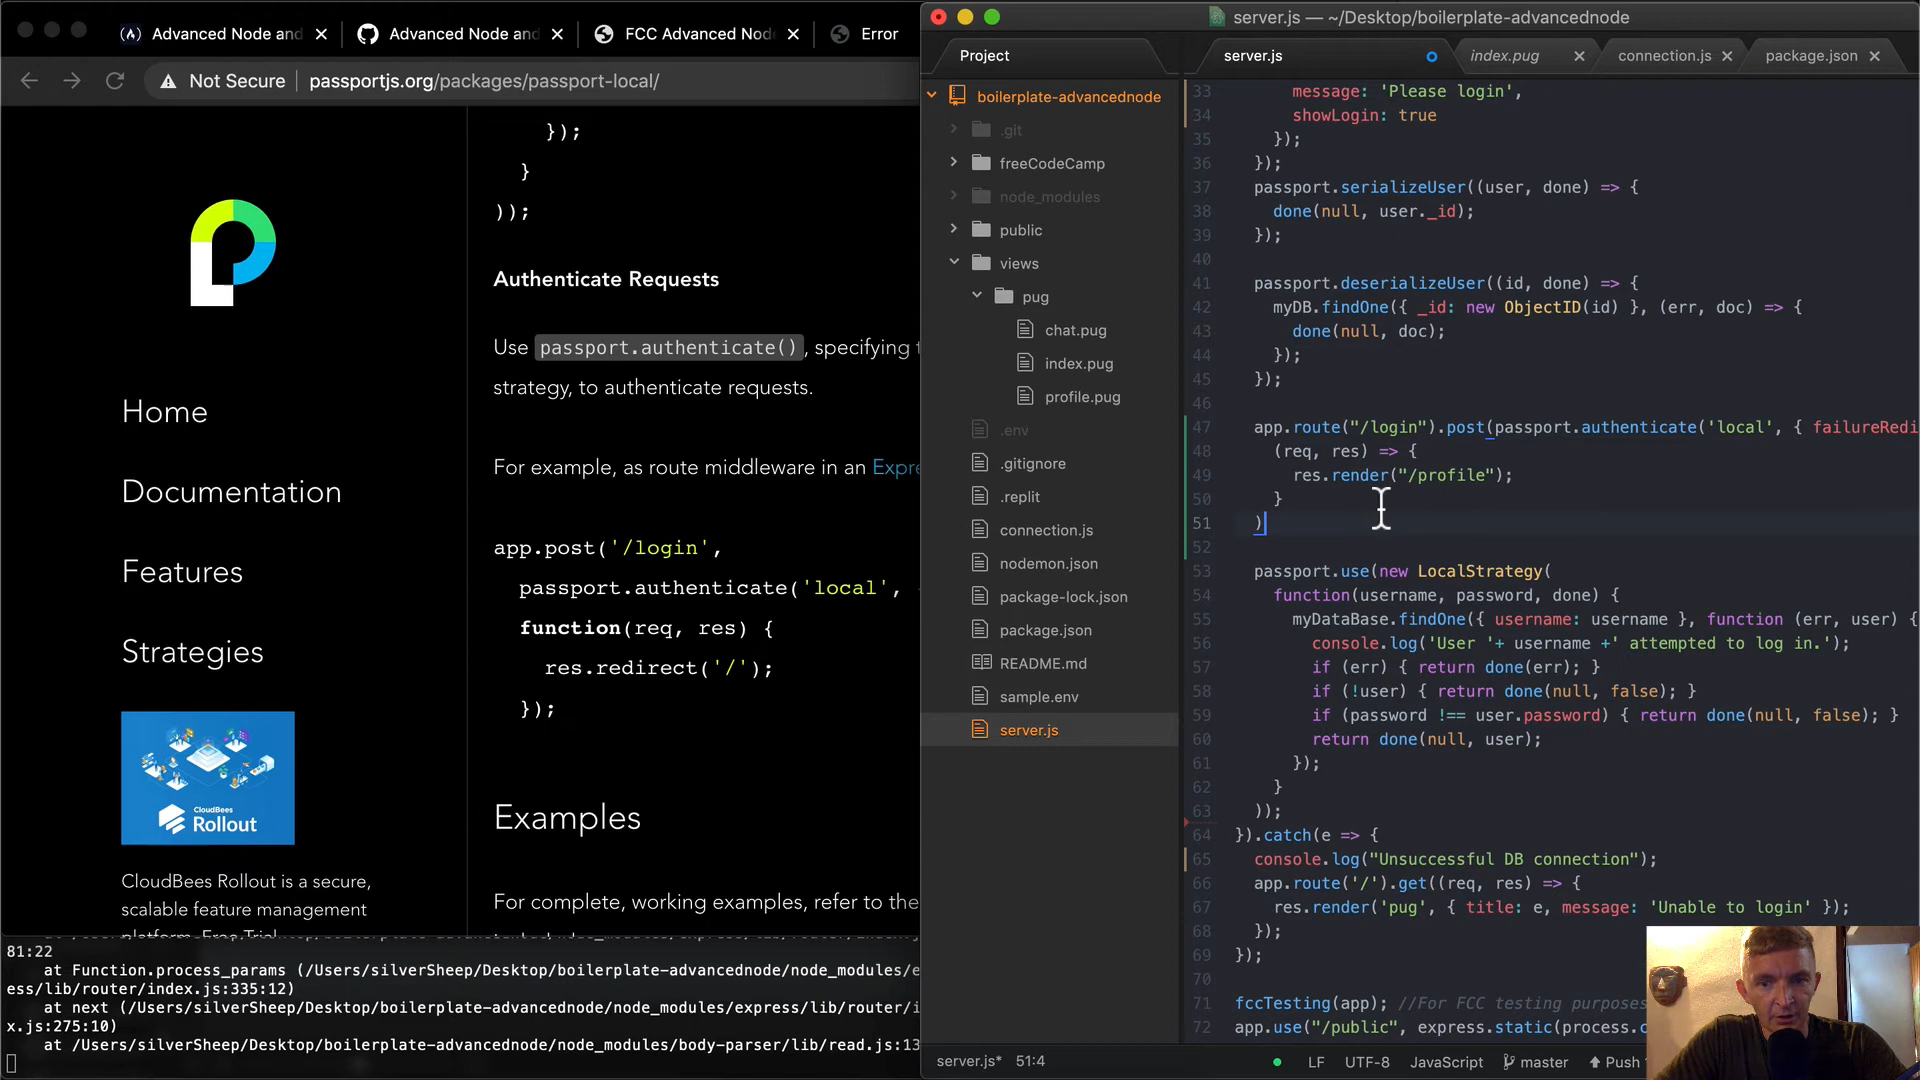 Advanced Node and
Advanced Node and
FCC Advanced Nod
Error
Not Secure
passportjs.org/packages/passport-local/
Home
Documentation
Features
Strategies
CloudBees
Rollout
CloudBees Rollout is a secure,
scalable feature management
});
}
));
Authenticate Requests
Use passport.authenticate(), specifying
strategy, to authenticate requests.
For example, as route middleware in an Expre
app.post('/login',
passport.authenticate('local',
function(req, res) {
res.redirect('/');
});
Examples
For complete, working examples, refer to the
81:22
at Function.process_params (/Users/silverSheep/Desktop/boilerplate-advancednode/node_modules/e
ess/lib/router/index.js:335:12)
at next (/Users/silverSheep/Desktop/boilerplate-advancednode/node_modules/express/lib/router/i
x.js:275:10)
at /Users/silverSheep/Desktop/boilerplate-advancednode/node_modules/body-parser/lib/read.js:13
server.js — ~/Desktop/boilerplate-advancednode
Project
server.js
index.pug
connection.js
package.json
boilerplate-advancednode
.git
freeCodeCamp
node_modules
public
views
pug
chat.pug
index.pug
profile.pug
.env
.gitignore
.replit
connection.js
nodemon.json
package-lock.json
package.json
README.md
sample.env
server.js
33 message: 'Please login',
34 showLogin: true
35 });
36 });
37 passport.serializeUser((user, done) => {
38 done(null, user._id);
39 });
40
41 passport.deserializeUser((id, done) => {
42 myDB.findOne({ _id: new ObjectID(id) }, (err, doc) => {
43 done(null, doc);
44 });
45 });
46
47 app.route("/login").post(passport.authenticate('local', { failureRedi
48 (req, res) => {
49 res.render("/profile");
50 }
51 )
52
53 passport.use(new LocalStrategy(
54 function(username, password, done) {
55 myDataBase.findOne({ username: username }, function (err, user) {
56 console.log('User '+ username +' attempted to log in.');
57 if (err) { return done(err); }
58 if (!user) { return done(null, false); }
59 if (password !== user.password) { return done(null, false); }
60 return done(null, user);
61 });
62 }
63 ));
64 }).catch(e => {
65 console.log("Unsuccessful DB connection");
66 app.route('/').get((req, res) => {
67 res.render('pug', { title: e, message: 'Unable to login' });
68 });
69 });
70
71 fccTesting(app); //For FCC testing purposes
72 app.use("/public", express.static(process.c
server.js* 51:4
LF UTF-8 JavaScript master Push